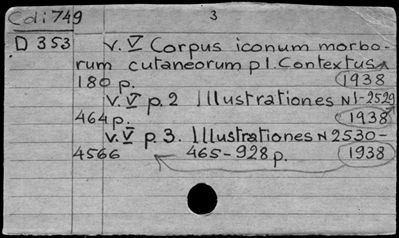 Cdi:749
3
D 353
v. V Corpus iconum morbo-
rum cutaneorum p1. Contextus
180 p. 1938
v. V p. 2 Illustrationes N1-2529
464 p. 1938
v. V p. 3. Illustrationes N 2530-
4566 465-928 p. 1938